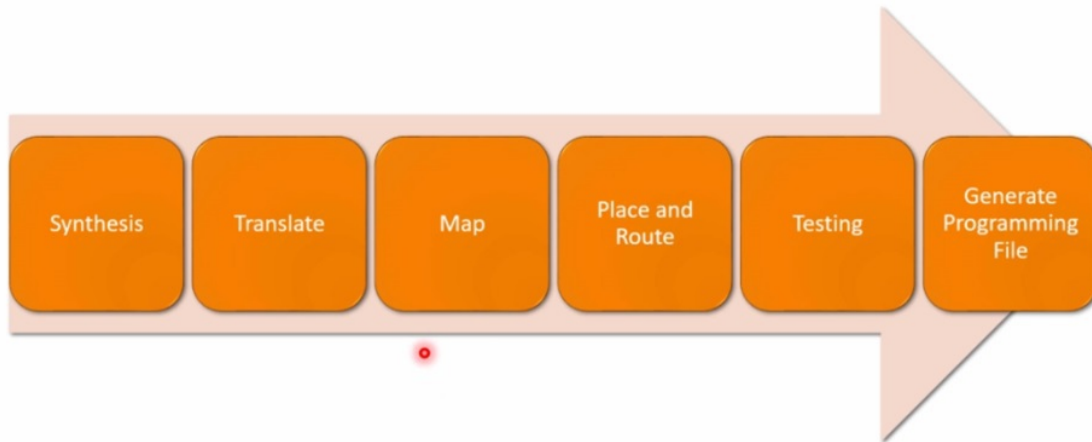 Synthesis
Translate
Map
Place and
Route
Testing
Generate
Programming
File